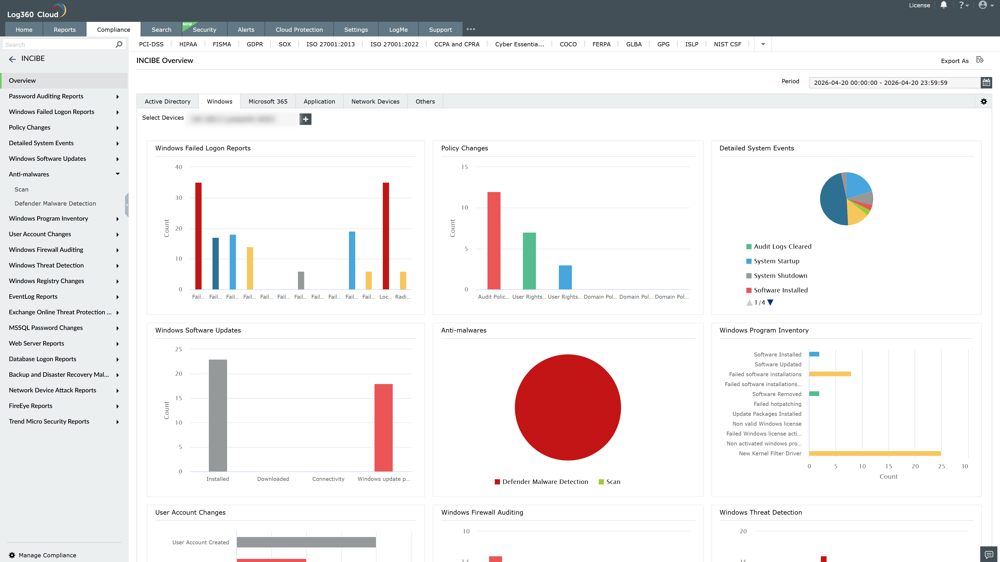 Log360 Cloud
License
?
Home
Reports
Compliance
Search
NEW
Security
Alerts
Cloud Protection
Settings
LogMe
Support
Search
PCI-DSS
HIPAA
FISMA
GDPR
SOX
ISO 27001:2013
ISO 27001:2022
CCPA and CPRA
Cyber Essentia...
COCO
FERPA
GLBA
GPG
ISLP
NIST CSF
INCIBE
Overview
Password Auditing Reports
Windows Failed Logon Reports
Policy Changes
Detailed System Events
Windows Software Updates
Anti-malwares
Scan
Defender Malware Detection
Windows Program Inventory
User Account Changes
Windows Firewall Auditing
Windows Threat Detection
Windows Registry Changes
EventLog Reports
Exchange Online Threat Protection ...
MSSQL Password Changes
Web Server Reports
Database Logon Reports
Backup and Disaster Recovery Mal...
Network Device Attack Reports
FireEye Reports
Trend Micro Security Reports
Manage Compliance
INCIBE Overview
Export As
Period
2026-04-20 00:00:00 - 2026-04-20 23:59:59
Active Directory
Windows
Microsoft 365
Application
Network Devices
Others
Select Devices
Windows Failed Logon Reports
40
30
20
10
0
Count
Fail...
Fail...
Fail...
Fail...
Fail...
Fail...
Fail...
Fail...
Fail...
Fail...
Fail...
Loc...
Radi...
Policy Changes
15
10
5
0
Count
Audit Polic...
User Rights...
User Rights...
Domain Pol...
Domain Pol...
Domain Pol...
Detailed System Events
Audit Logs Cleared
System Startup
System Shutdown
Software Installed
1/4
Windows Software Updates
25
20
15
10
5
0
Count
Installed
Downloaded
Connectivity
Windows update p...
Anti-malwares
Defender Malware Detection
Scan
Windows Program Inventory
Software Installed
Software Updated
Failed software installations
Failed software installations...
Software Removed
Failed hotpatching
Update Packages Installed
Non valid Windows license
Failed Windows license acti...
Non activated windows pro...
New Kernel Filter Driver
0
5
10
15
20
25
30
Count
User Account Changes
User Account Created
Windows Firewall Auditing
10
7.5
Windows Threat Detection
20
15